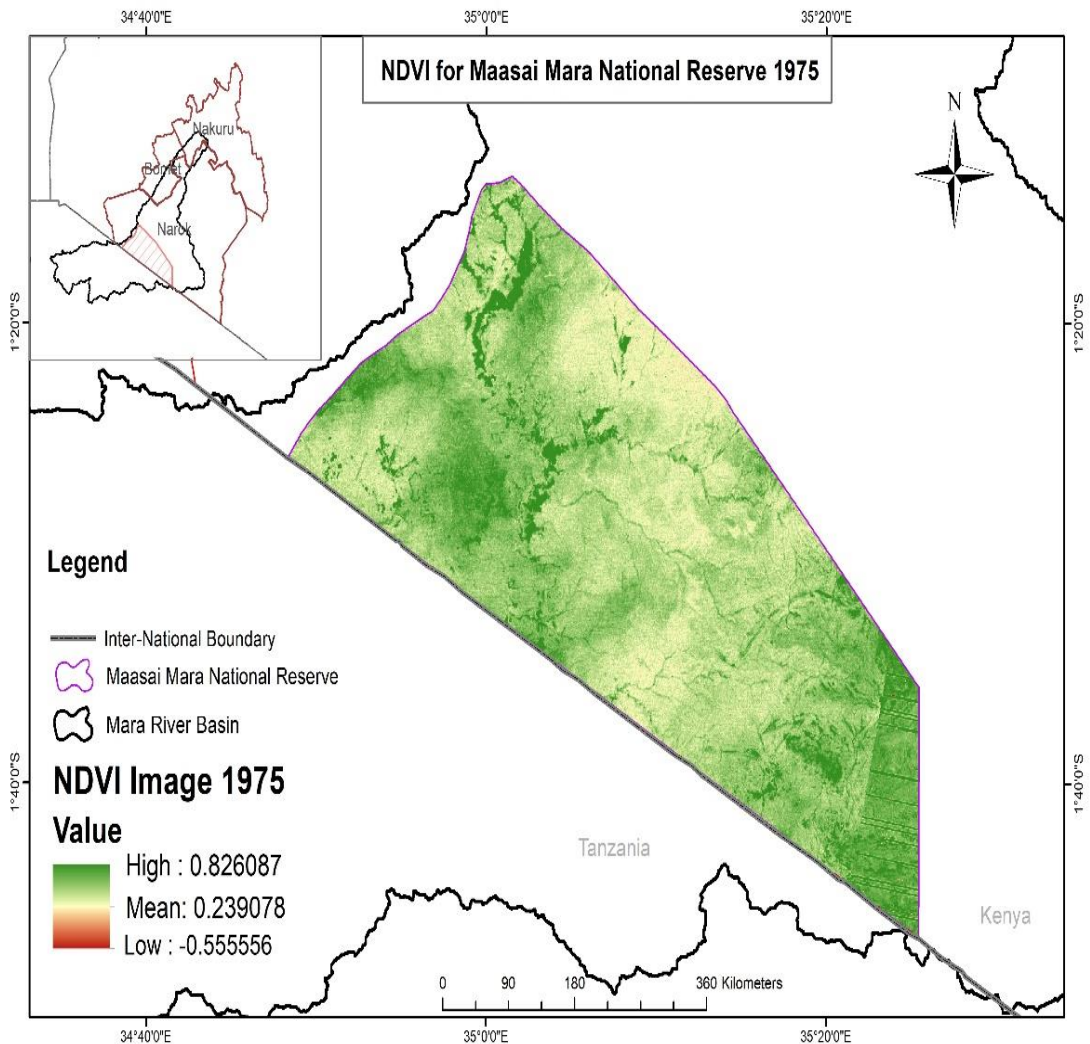 34°40'0"E
35°0'0"E
35°20'0"E
NDVI for Maasai Mara National Reserve 1975
Nakuru
Bomet
Narok
N
1°20'0"S
1°20'0"S
Legend
Inter-National Boundary
Maasai Mara National Reserve
Mara River Basin
NDVI Image 1975
Value
High : 0.826087
Mean: 0.239078
Low : -0.555556
1°40'0"S
1°40'0"S
Tanzania
Kenya
0 90 180 360 Kilometers
34°40'0"E
35°0'0"E
35°20'0"E